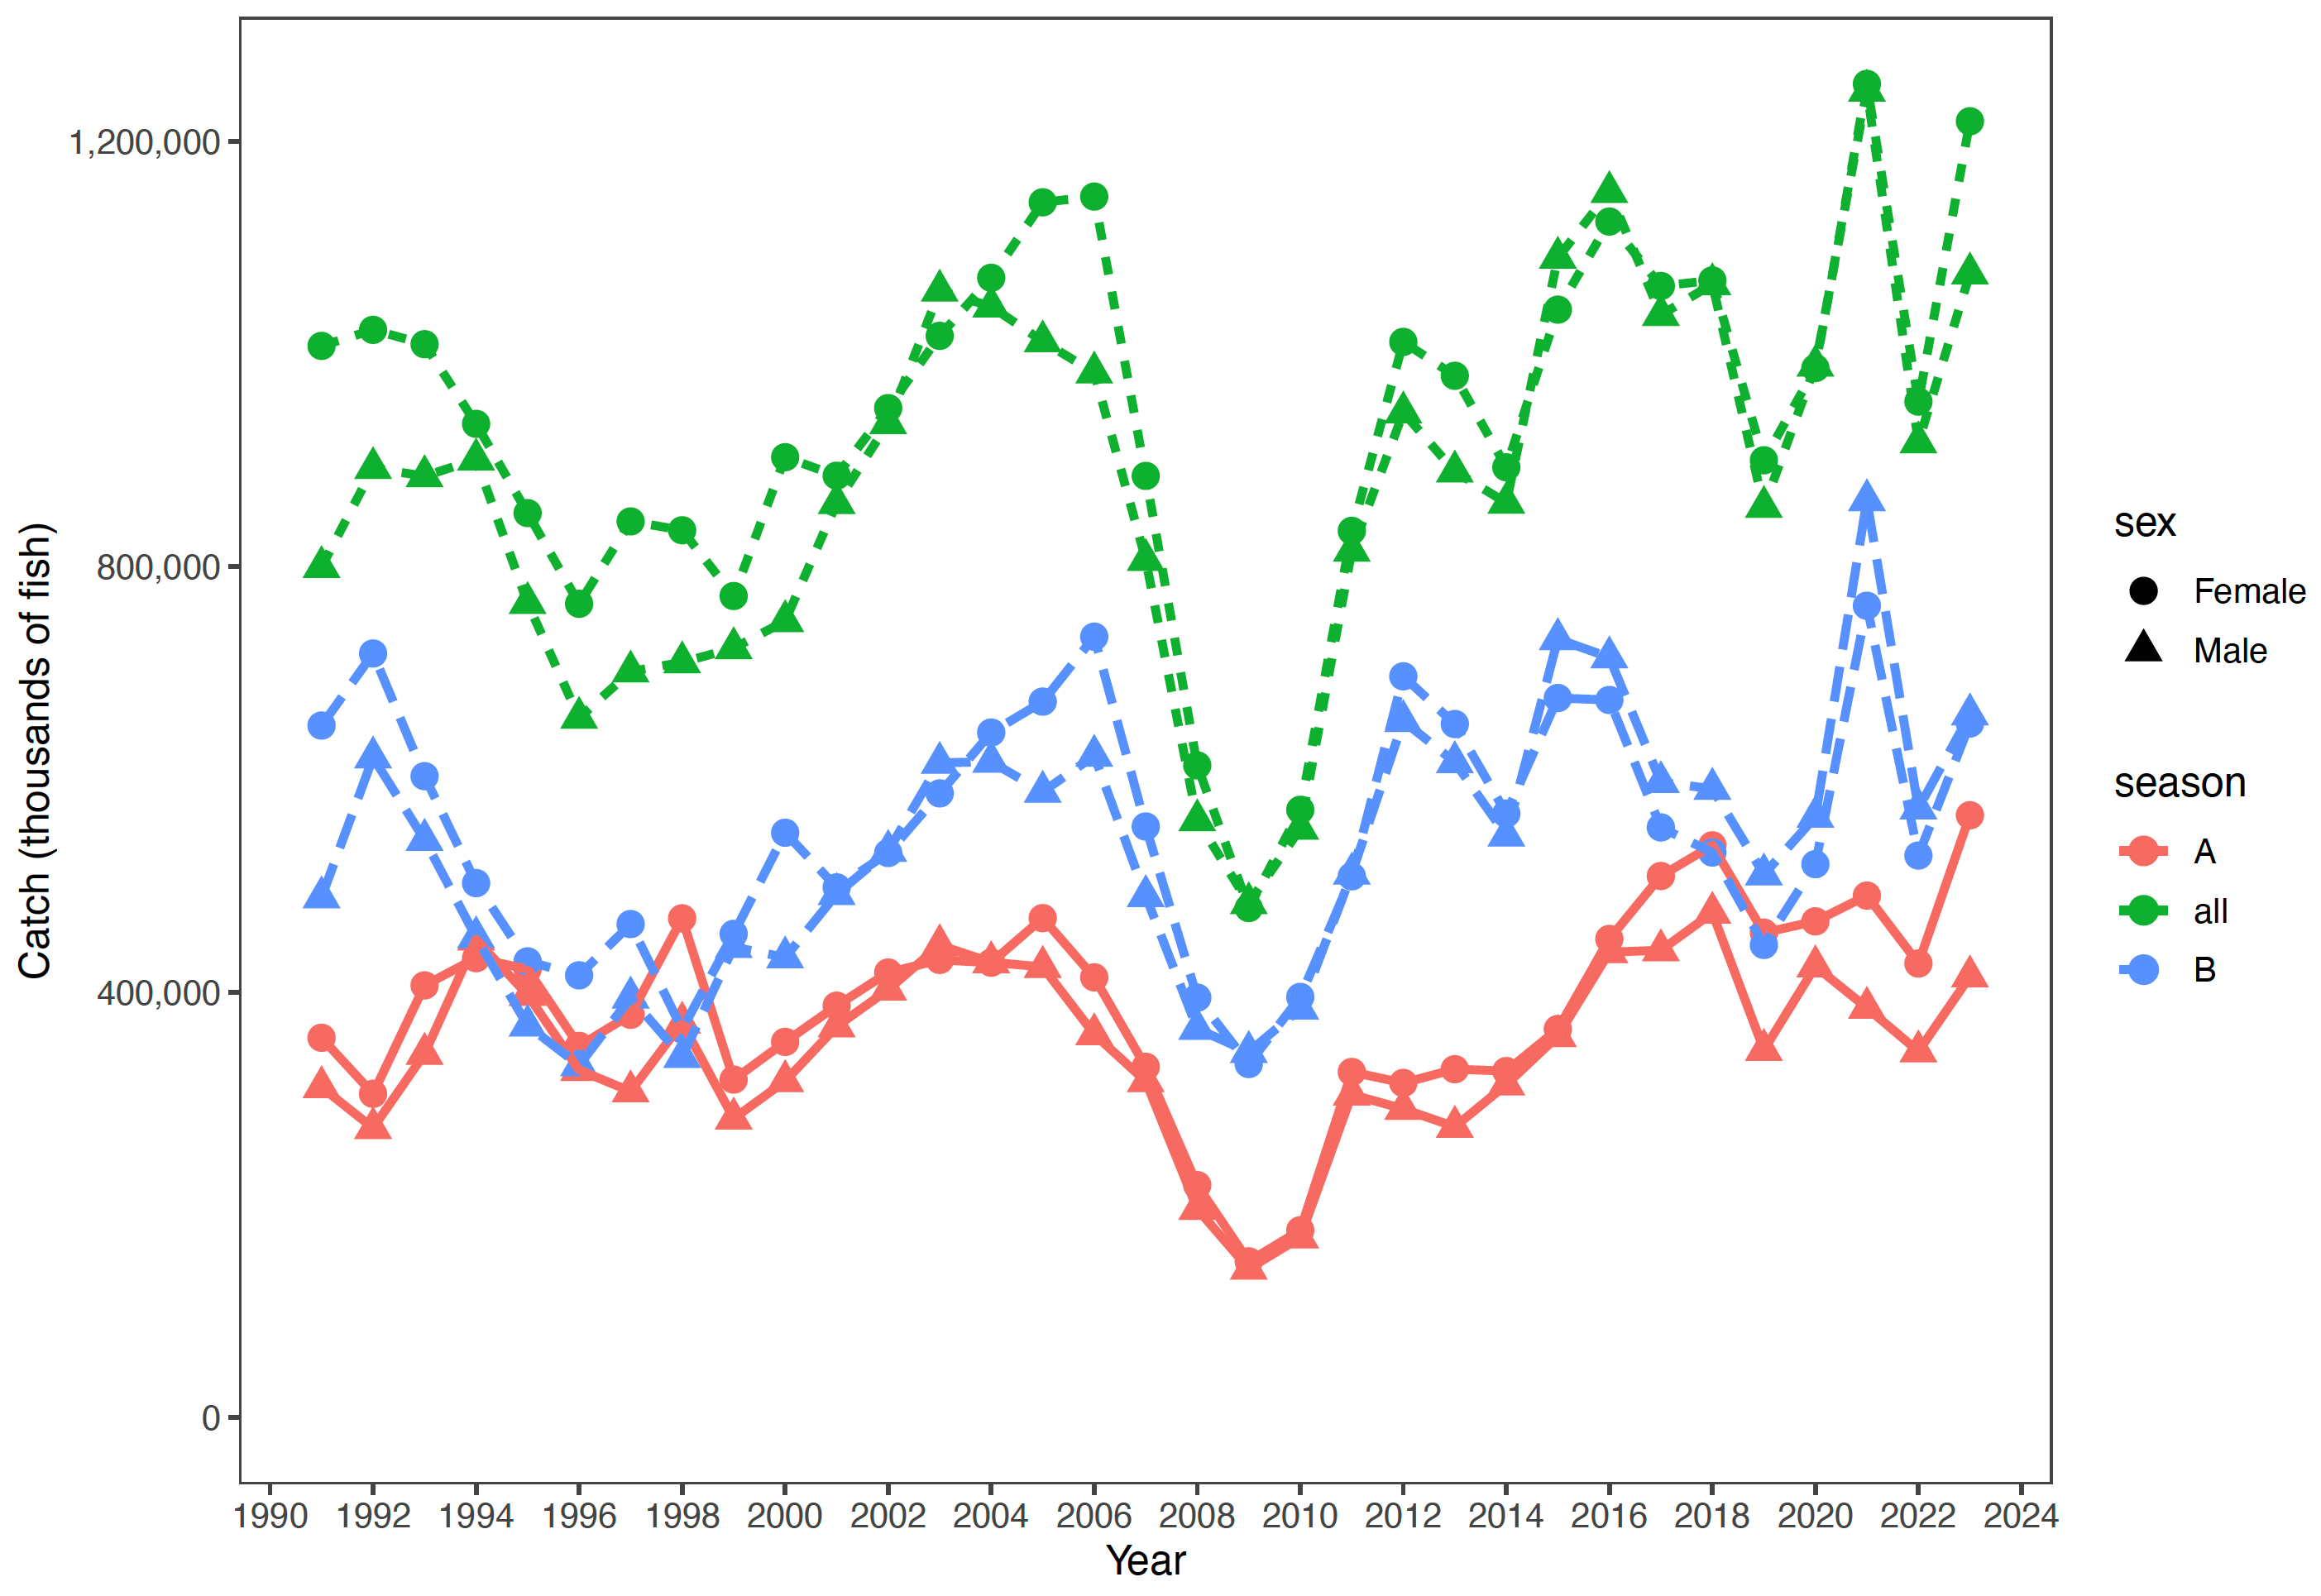 Catch (thousands of fish)
1,200,000
800,000
400,000
0
1990 1992 1994 1996 1998 2000 2002 2004 2006 2008 2010 2012 2014 2016 2018 2020 2022 2024
Year
sex
Female
Male
season
A
all
B